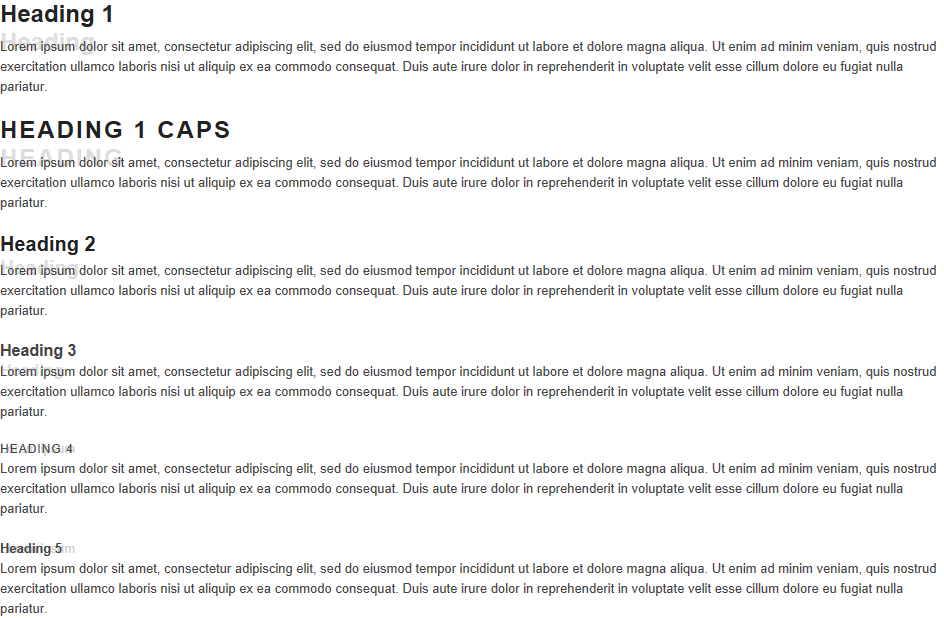 Heading 1
Heading
Lorem ipsum dolor sit amet, consectetur adipiscing elit, sed do eiusmod tempor incididunt ut labore et dolore magna aliqua. Ut enim ad minim veniam, quis nostrud
exercitation ullamco laboris nisi ut aliquip ex ea commodo consequat. Duis aute irure dolor in reprehenderit in voluptate velit esse cillum dolore eu fugiat nulla
pariatur.
HEADING 1 CAPS
HEADING
Lorem ipsum dolor sit amet, consectetur adipiscing elit, sed do eiusmod tempor incididunt ut labore et dolore magna aliqua. Ut enim ad minim veniam, quis nostrud
exercitation ullamco laboris nisi ut aliquip ex ea commodo consequat. Duis aute irure dolor in reprehenderit in voluptate velit esse cillum dolore eu fugiat nulla
pariatur.
Heading 2
Heading
Lorem ipsum dolor sit amet, consectetur adipiscing elit, sed do eiusmod tempor incididunt ut labore et dolore magna aliqua. Ut enim ad minim veniam, quis nostrud
exercitation ullamco laboris nisi ut aliquip ex ea commodo consequat. Duis aute irure dolor in reprehenderit in voluptate velit esse cillum dolore eu fugiat nulla
pariatur.
Heading 3
Heading
Lorem ipsum dolor sit amet, consectetur adipiscing elit, sed do eiusmod tempor incididunt ut labore et dolore magna aliqua. Ut enim ad minim veniam, quis nostrud
exercitation ullamco laboris nisi ut aliquip ex ea commodo consequat. Duis aute irure dolor in reprehenderit in voluptate velit esse cillum dolore eu fugiat nulla
pariatur.
HEADING 4
Lorem ipsum dolor sit amet, consectetur adipiscing elit, sed do eiusmod tempor incididunt ut labore et dolore magna aliqua. Ut enim ad minim veniam, quis nostrud
exercitation ullamco laboris nisi ut aliquip ex ea commodo consequat. Duis aute irure dolor in reprehenderit in voluptate velit esse cillum dolore eu fugiat nulla
pariatur.
Heading 5
Lorem ipsum dolor sit amet, consectetur adipiscing elit, sed do eiusmod tempor incididunt ut labore et dolore magna aliqua. Ut enim ad minim veniam, quis nostrud
exercitation ullamco laboris nisi ut aliquip ex ea commodo consequat. Duis aute irure dolor in reprehenderit in voluptate velit esse cillum dolore eu fugiat nulla
pariatur.